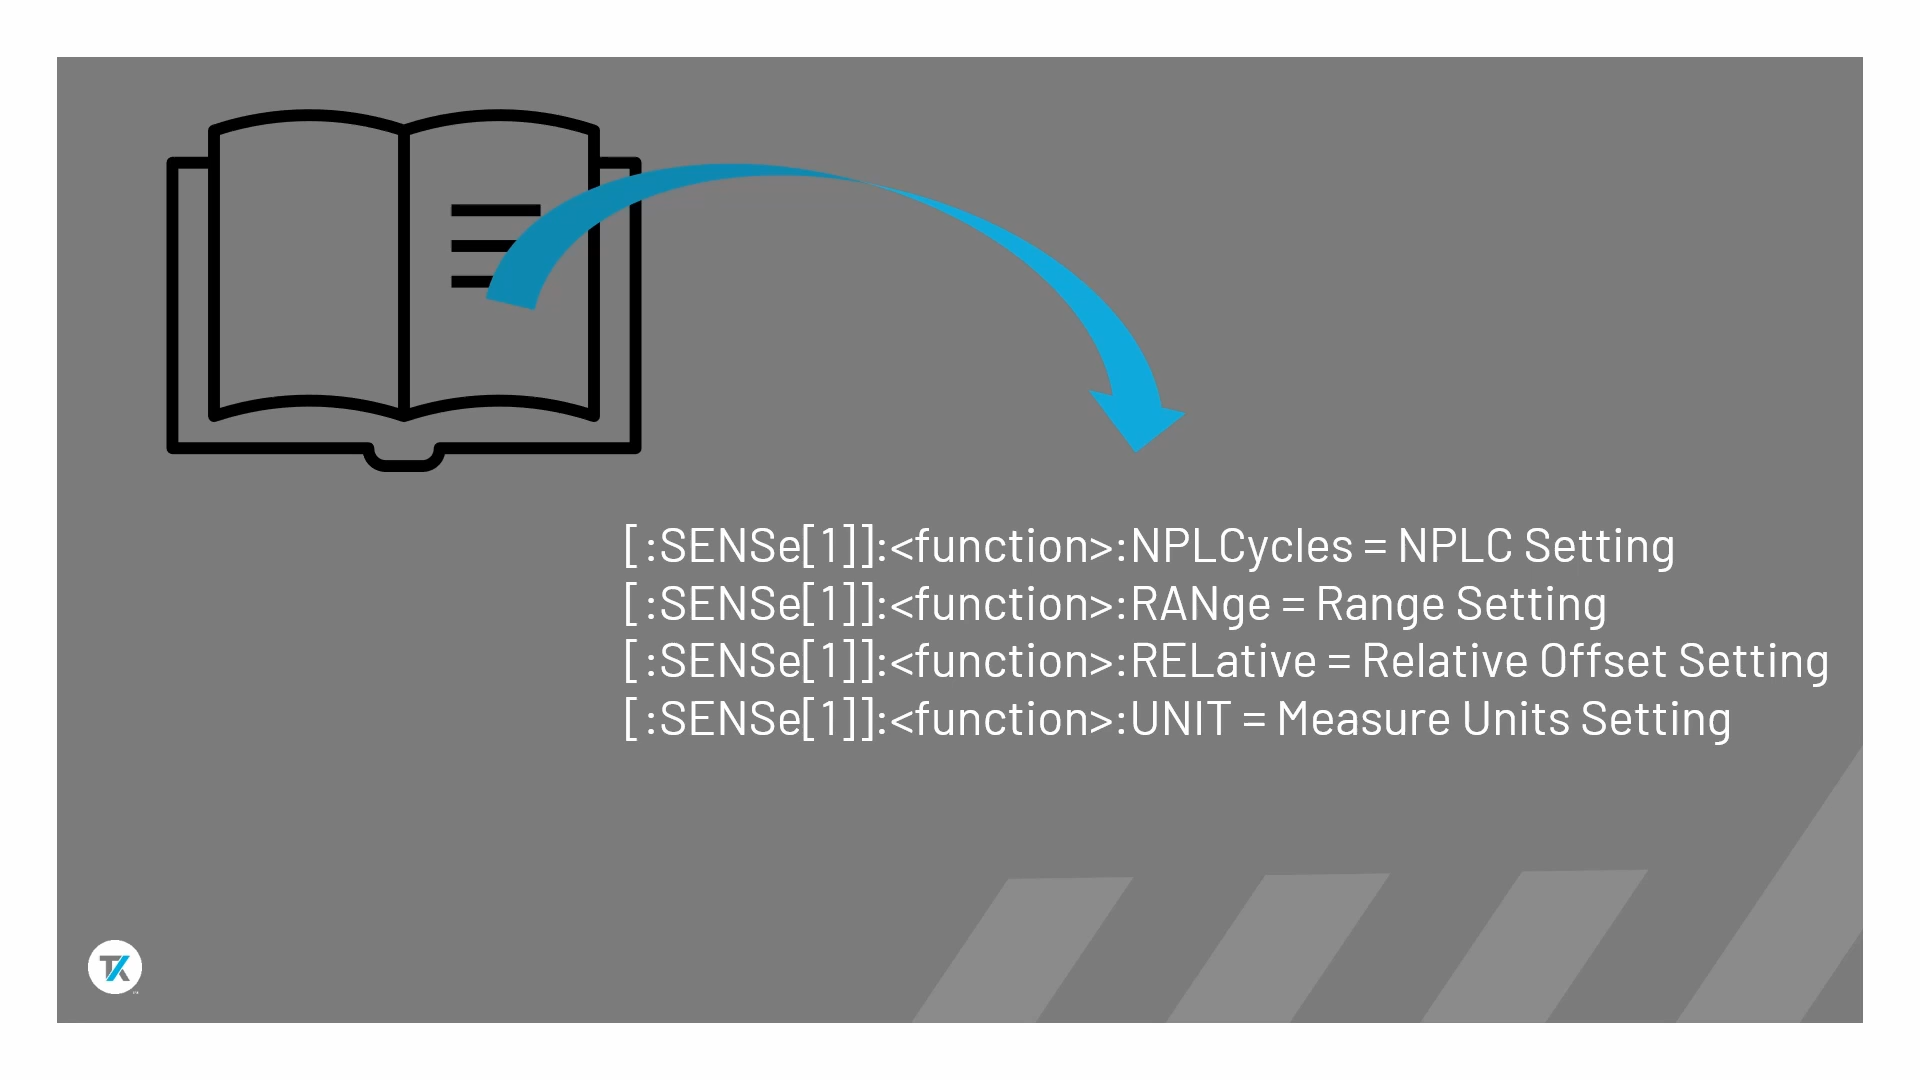 [:SENSe[1]]:<function>:NPLCycles = NPLC Setting
[:SENSe[1]]:<function>:RANge = Range Setting
[:SENSe[1]]:<function>:RELative = Relative Offset Setting
[:SENSe[1]]:<function>:UNIT = Measure Units Setting
TK